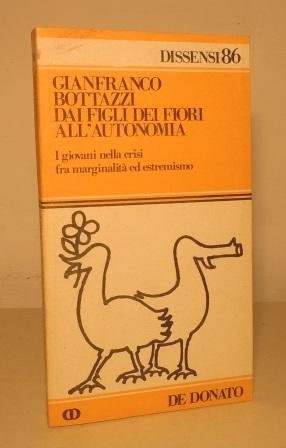 DISSENSI 86
GIANFRANCO
BOTTAZZI
DAI FIGLI DEI FIORI
ALL'AUTONOMIA
I giovani nella crisi
fra marginalità ed estremismo
DE DONATO